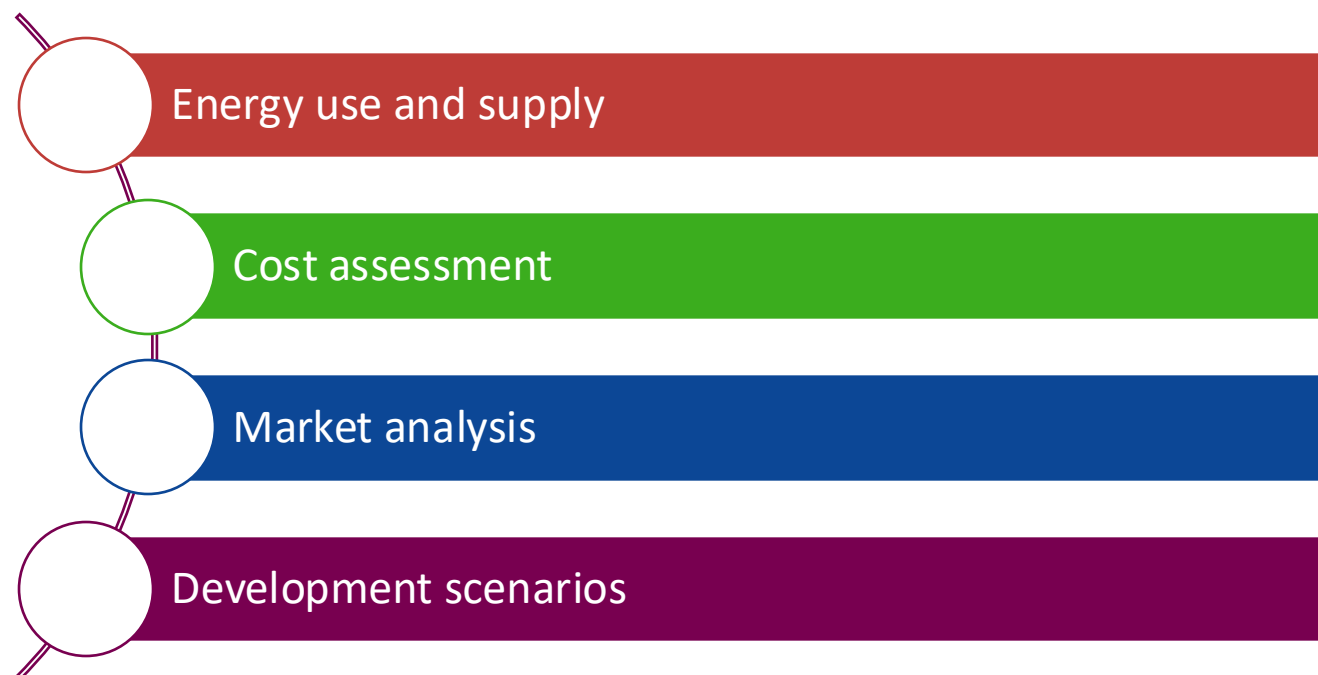 Energy use and supply
Cost assessment
Market analysis
Development scenarios